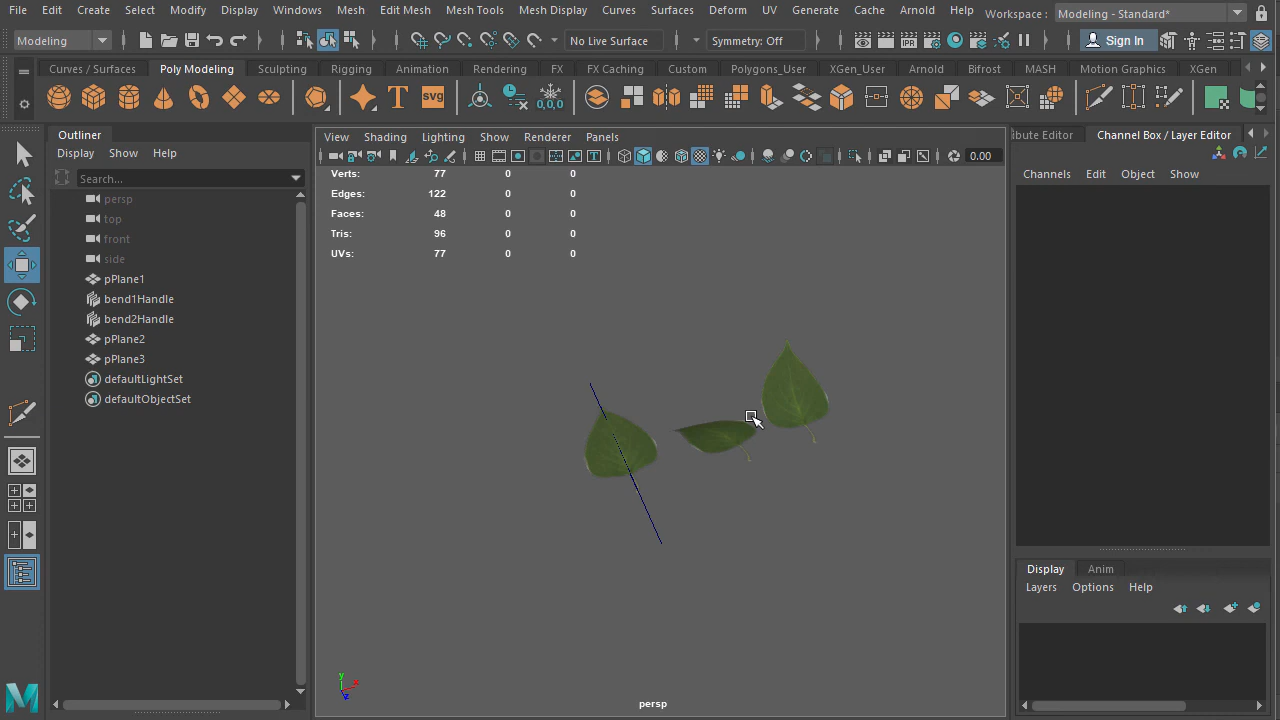 File Edit Create Select Modify Display Windows Mesh Edit Mesh Mesh Tools Mesh Display Curves Surfaces Deform UV Generate Cache Arnold Help Workspace : Modeling - Standard*
Modeling No Live Surface Symmetry: Off Sign In
Curves / Surfaces Poly Modeling Sculpting Rigging Animation Rendering FX FX Caching Custom Polygons_User XGen_User Arnold Bifrost MASH Motion Graphics XGen
T svg 0,0,0
Outliner
Display Show Help
Search...
persp
top
front
side
pPlane1
bend1Handle
bend2Handle
pPlane2
pPlane3
defaultLightSet
defaultObjectSet
View Shading Lighting Show Renderer Panels
0.00
Verts: 77 0 0
Edges: 122 0 0
Faces: 48 0 0
Tris: 96 0 0
UVs: 77 0 0
y
x
z
persp
bute Editor Channel Box / Layer Editor
Channels Edit Object Show
Display Anim
Layers Options Help
M